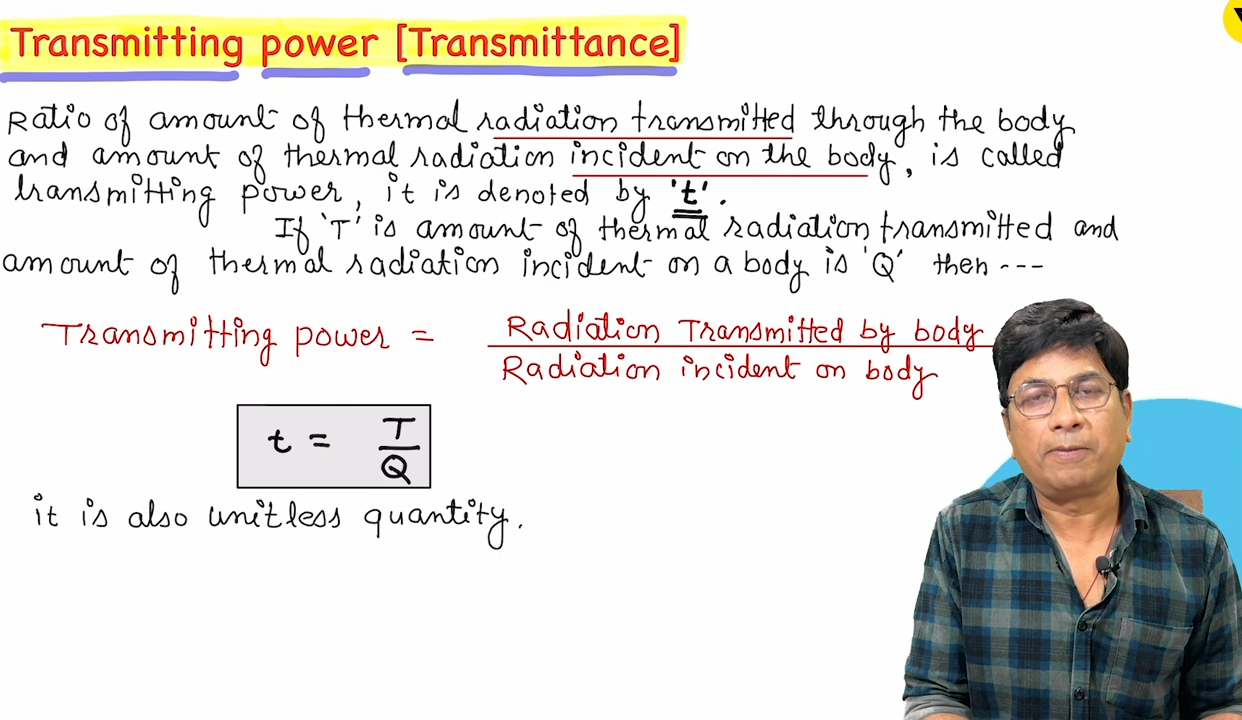 Transmitting power [Transmittance]
Ratio of amount of thermal radiation transmitted through the body
and amount of thermal radiation incident on the body, is called
transmitting power, it is denoted by 't'.
If 'T' is amount of thermal radiation transmitted and
amount of thermal radiation incident on a body is 'Q' then ---
Transmitting power = Radiation Transmitted by body
Radiation incident on body
t = T
Q
it is also unitless quantity.